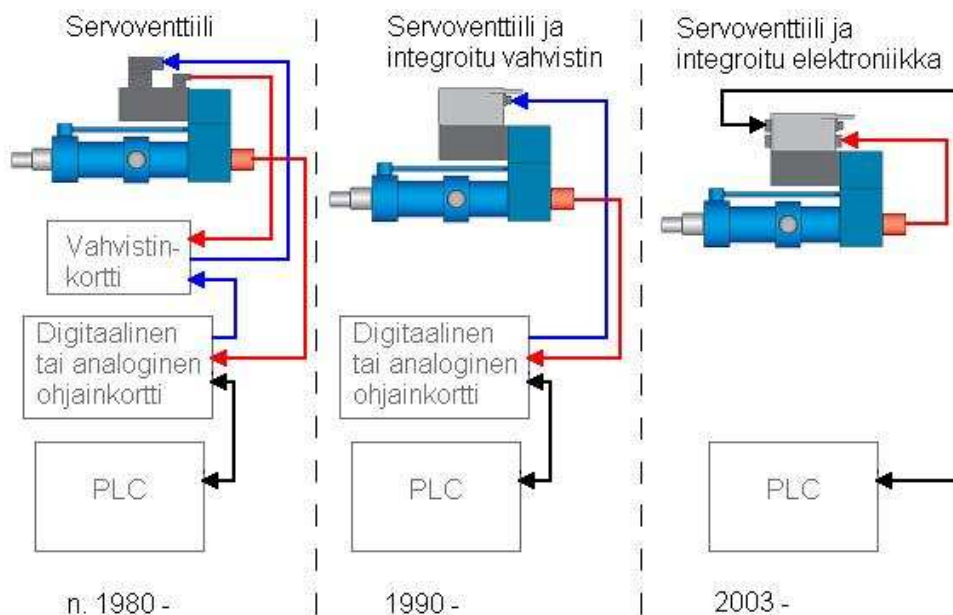 Servoventtiili
Vahvistin-
kortti
Digitaalinen
tai analoginen
ohjainkortti
PLC
n. 1980 -
Servoventtiili ja
integroitu vahvistin
Digitaalinen
tai analoginen
ohjainkortti
PLC
1990 -
Servoventtiili ja
integroitu elektroniikka
PLC
2003 -